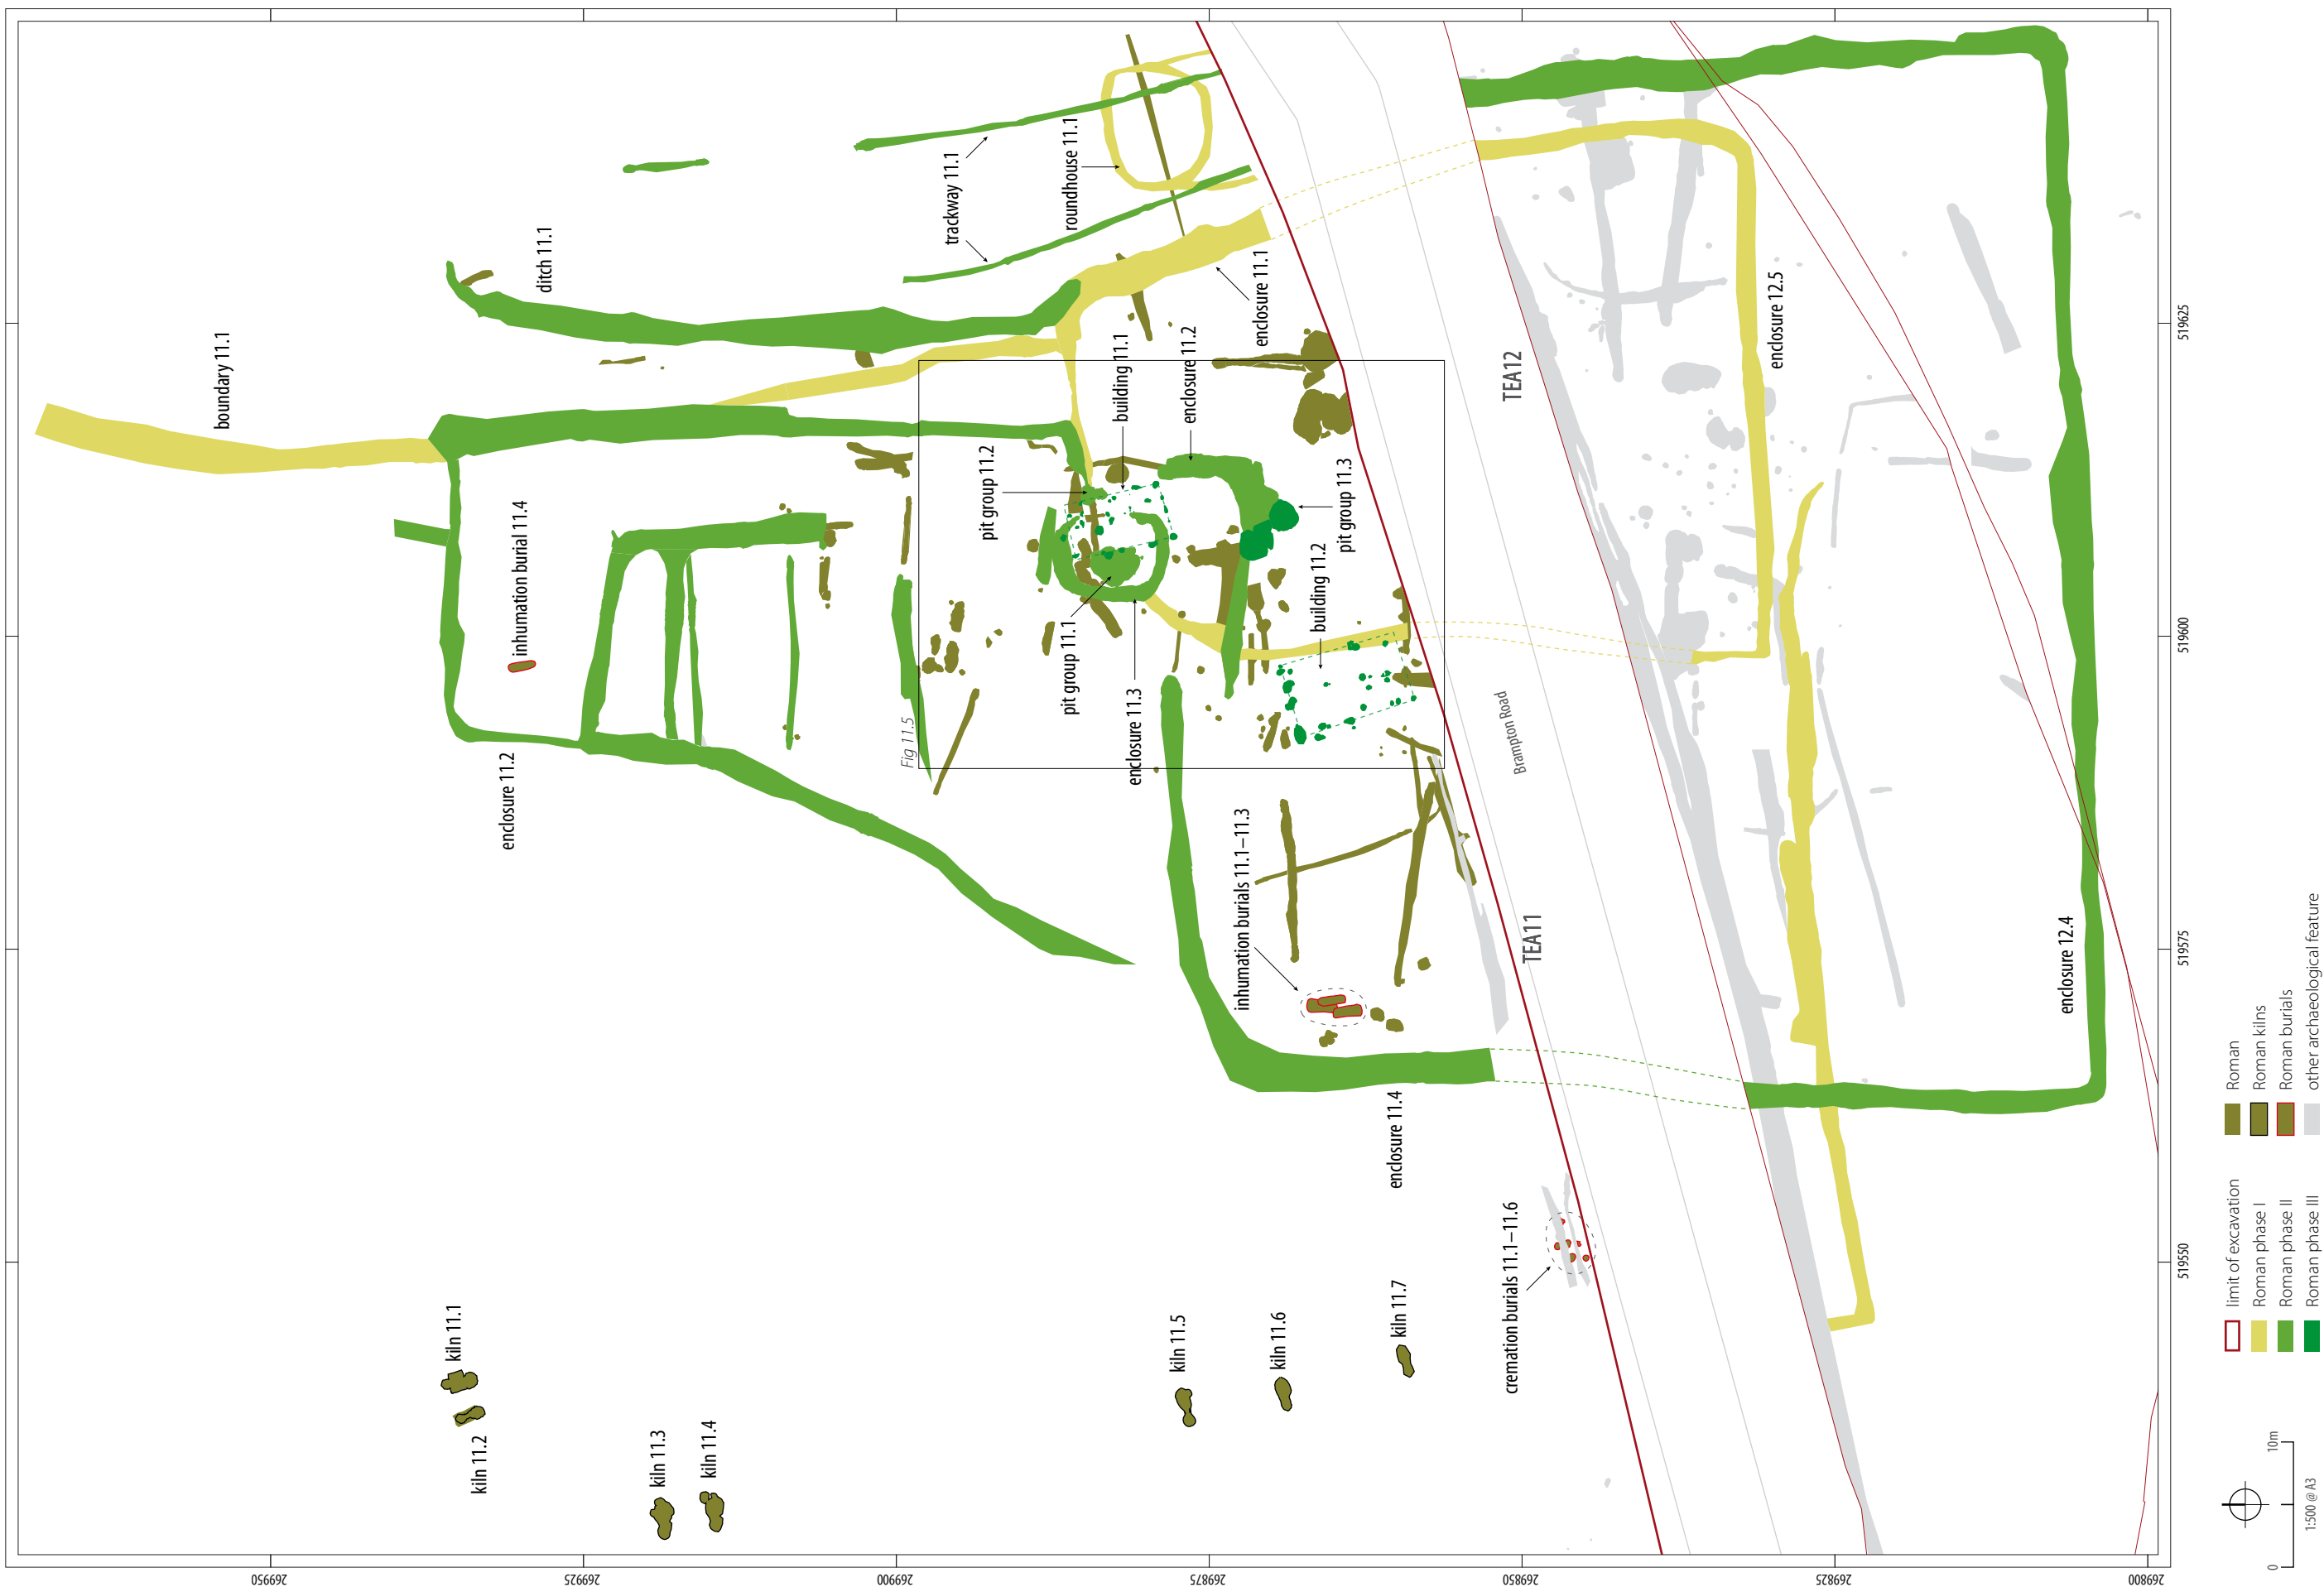 boundary 11.1
ditch 11.1
trackway 11.1
roundhouse 11.1
enclosure 11.1
enclosure 11.2
building 11.1
pit group 11.2
pit group 11.3
building 11.2
pit group 11.1
enclosure 11.3
Fig 11.5
inhumation burial 11.4
enclosure 11.2
inhumation burials 11.1–11.3
enclosure 11.4
cremation burials 11.1–11.6
kiln 11.1
kiln 11.2
kiln 11.3
kiln 11.4
kiln 11.5
kiln 11.6
kiln 11.7
TEA12
TEA11
Brampton Road
enclosure 12.5
enclosure 12.4
519625
519600
519575
519550
269950
269925
269900
269875
269850
269825
269800
limit of excavation
Roman phase I
Roman phase II
Roman phase III
Roman
Roman kilns
Roman burials
other archaeological feature
0
10m
1:500 @ A3